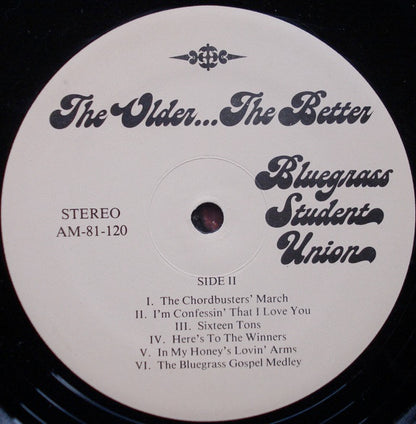 The Older...The Better
Bluegrass
Student
Union
STEREO
AM-81-120
SIDE II
I. The Chordbusters' March
II. I'm Confessin' That I Love You
III. Sixteen Tons
IV. Here's To The Winners
V. In My Honey's Lovin' Arms
VI. The Bluegrass Gospel Medley